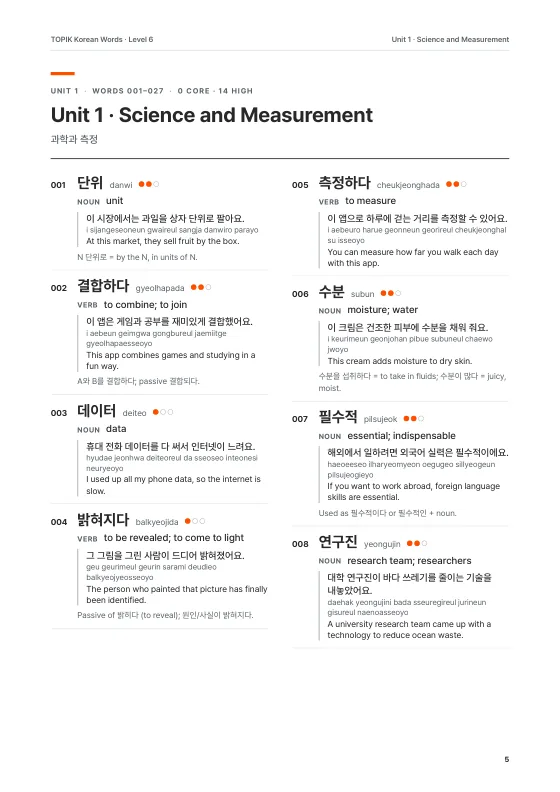 TOPIK Korean Words · Level 6
Unit 1 · Science and Measurement
UNIT 1 · WORDS 001–027 · 0 CORE · 14 HIGH
Unit 1 · Science and Measurement
과학과 측정
001 단위 danwi
NOUN unit
이 시장에서는 과일을 상자 단위로 팔아요.
i sijangeseoneun gwaireul sangja danwiro parayo
At this market, they sell fruit by the box.
N 단위로 = by the N, in units of N.
002 결합하다 gyeolhapada
VERB to combine; to join
이 앱은 게임과 공부를 재미있게 결합했어요.
i aebeun geimgwa gongbureul jaemiitge
gyeolhapaesseoyo
This app combines games and studying in a
fun way.
A와 B를 결합하다; passive 결합되다.
003 데이터 deiteo
NOUN data
휴대 전화 데이터를 다 써서 인터넷이 느려요.
hyudae jeonhwa deiteoreul da sseoseo inteonesi
neuryeoyo
I used up all my phone data, so the internet is
slow.
004 밝혀지다 balkyeojida
VERB to be revealed; to come to light
그 그림을 그린 사람이 드디어 밝혀졌어요.
geu geurimeul geurin sarami deudieo
balkyeojyeosseoyo
The person who painted that picture has finally
been identified.
Passive of 밝히다 (to reveal); 원인/사실이 밝혀지다.
005 측정하다 cheukjeonghada
VERB to measure
이 앱으로 하루에 걷는 거리를 측정할 수 있어요.
i aebeuro harue geonneun georireul cheukjeonghal
su isseoyo
You can measure how far you walk each day
with this app.
006 수분 subun
NOUN moisture; water
이 크림은 건조한 피부에 수분을 채워 줘요.
i keurimeun geonjohan pibue subuneul chaewo
jwoyo
This cream adds moisture to dry skin.
수분을 섭취하다 = to take in fluids; 수분이 많다 = juicy,
moist.
007 필수적 pilsujeok
NOUN essential; indispensable
해외에서 일하려면 외국어 실력은 필수적이에요.
haeoeeseo ilharyeomyeon oegugeo sillyeogeun
pilsujeogieyo
If you want to work abroad, foreign language
skills are essential.
Used as 필수적이다 or 필수적인 + noun.
008 연구진 yeongujin
NOUN research team; researchers
대학 연구진이 바다 쓰레기를 줄이는 기술을
내놓았어요.
daehak yeongujini bada sseuregireul jurineun
gisureul naenoasseoyo
A university research team came up with a
technology to reduce ocean waste.
5